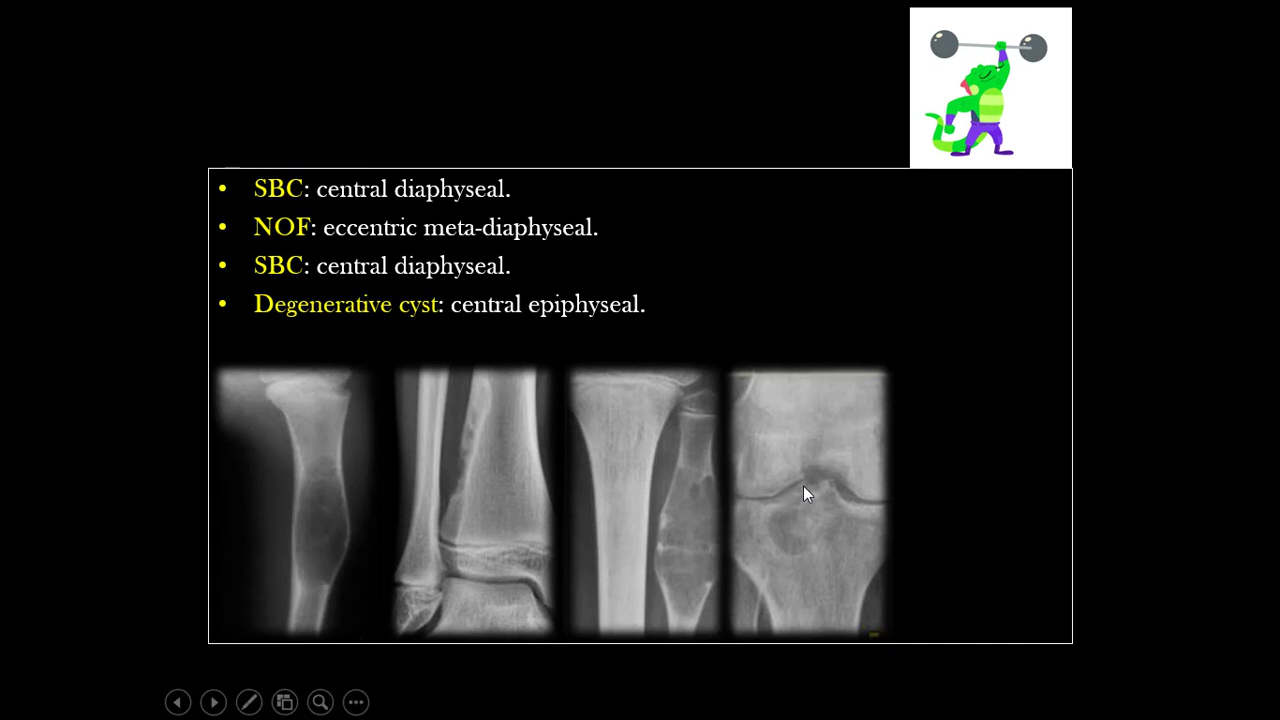 • SBC: central diaphyseal.
• NOF: eccentric meta-diaphyseal.
• SBC: central diaphyseal.
• Degenerative cyst: central epiphyseal.